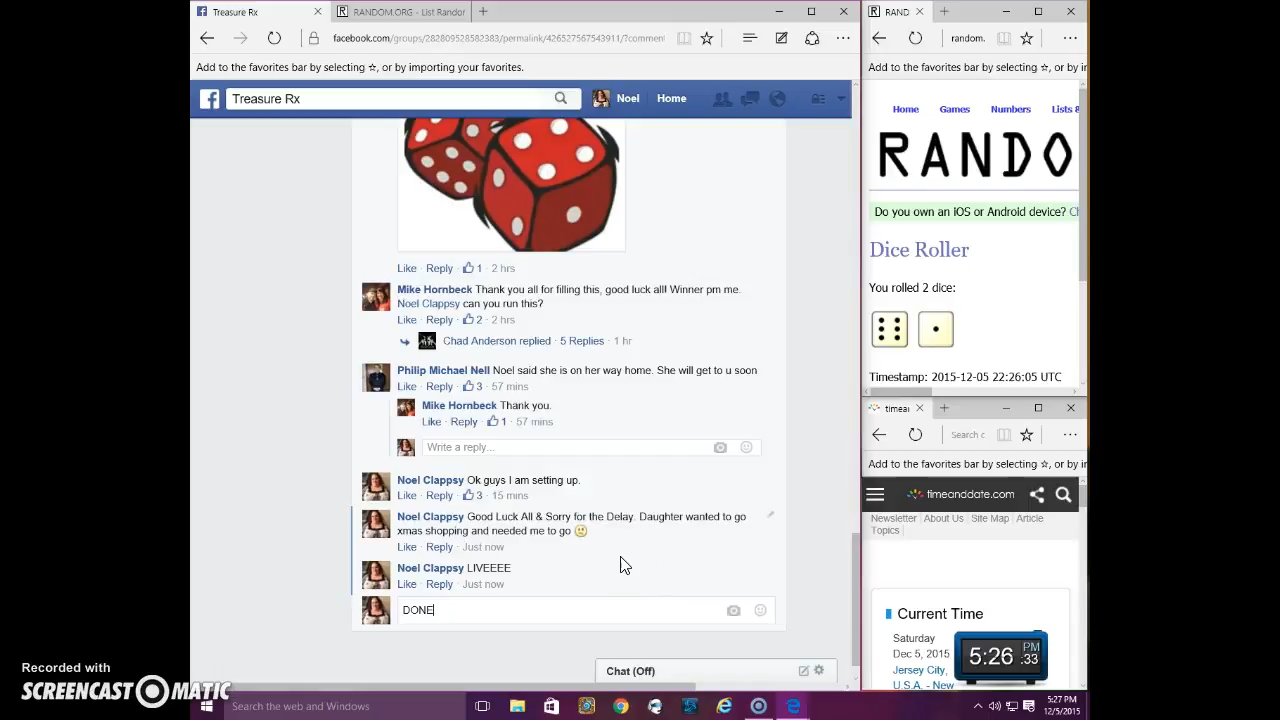 Treasure Rx
RANDOM.ORG - List Randor
facebook.com/groups/282809528582383/permalink/426527567543911/?commen
Add to the favorites bar by selecting ☆, or by importing your favorites.
Treasure Rx
Noel
Home
Like · Reply · 1 · 2 hrs
Mike Hornbeck Thank you all for filling this, good luck all! Winner pm me.
Noel Clappsy can you run this?
Like · Reply · 2 · 2 hrs
Chad Anderson replied · 5 Replies · 1 hr
Philip Michael Nell Noel said she is on her way home. She will get to u soon
Like · Reply · 3 · 57 mins
Mike Hornbeck Thank you.
Like · Reply · 1 · 57 mins
Write a reply...
Noel Clappsy Ok guys I am setting up.
Like · Reply · 3 · 15 mins
Noel Clappsy Good Luck All & Sorry for the Delay. Daughter wanted to go
xmas shopping and needed me to go
Like · Reply · Just now
Noel Clappsy LIVEEEE
Like · Reply · Just now
DONE
Chat (Off)
RAND
random.
Add to the favorites bar by selecting ☆, or by i
Home
Games
Numbers
Lists &
RANDO
Do you own an iOS or Android device? C
Dice Roller
You rolled 2 dice:
Timestamp: 2015-12-05 22:26:05 UTC
timea
Search c
Add to the favorites bar by selecting ☆, or by i
timeanddate.com
Newsletter | About Us | Site Map | Article
Topics |
Current Time
Saturday
Dec 5, 2015
Jersey City,
U.S.A. - New
5:26 PM :33
Recorded with
SCREENCAST-O-MATIC
Search the web and Windows
5:27 PM
12/5/2015